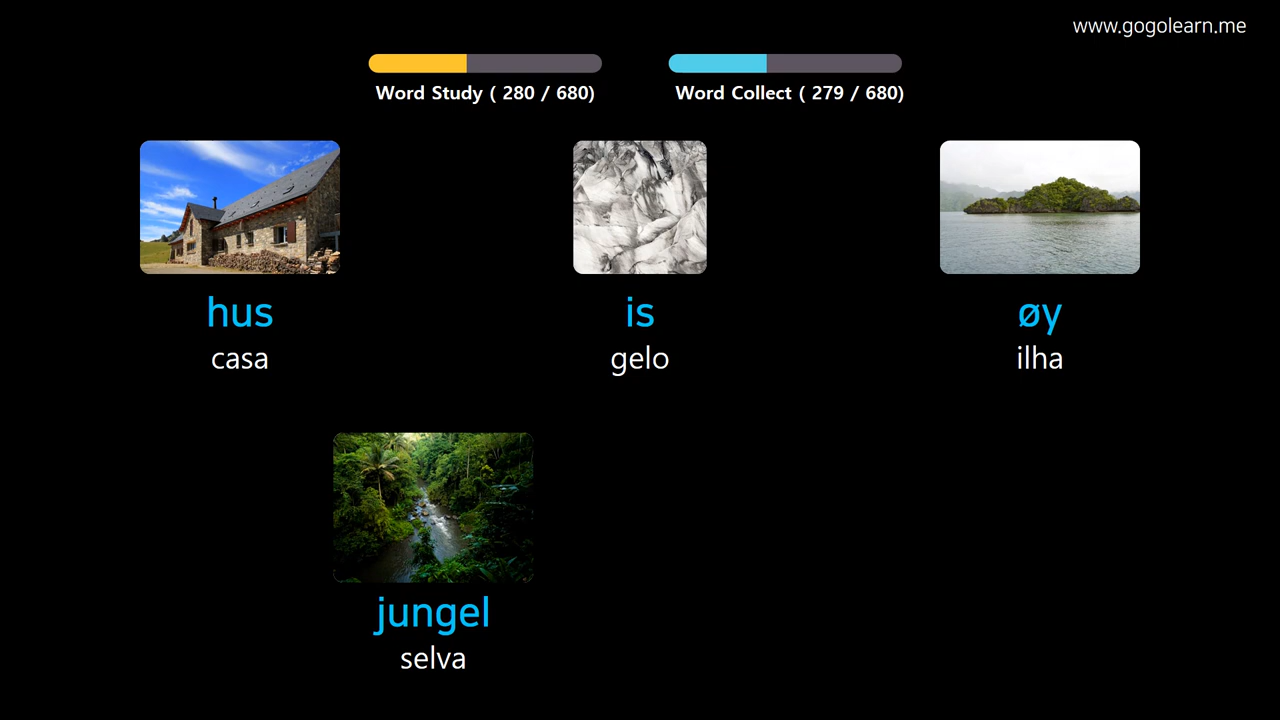 www.gogolearn.me
Word Study ( 280 / 680)
Word Collect ( 279 / 680)
hus
casa
is
gelo
øy
ilha
jungel
selva